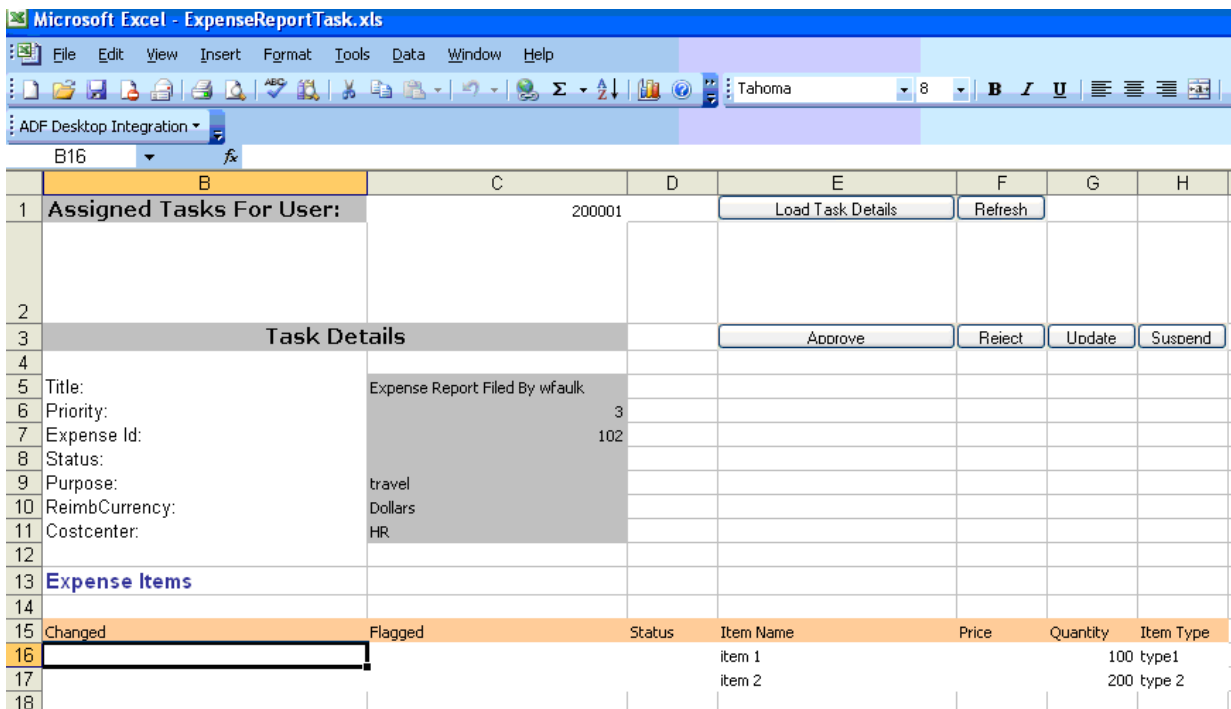 Microsoft Excel - ExpenseReportTask.xls
File Edit View Insert Format Tools Data Window Help
Tahoma 8 B I U
ADF Desktop Integration
B16 fx
B C D E F G H
1 Assigned Tasks For User: 200001 Load Task Details Refresh
2
3 Task Details Approve Reject Update Suspend
4
5 Title: Expense Report Filed By wfaulk
6 Priority: 3
7 Expense Id: 102
8 Status:
9 Purpose: travel
10 ReimbCurrency: Dollars
11 Costcenter: HR
12
13 Expense Items
14
15 Changed Flagged Status Item Name Price Quantity Item Type
16 item 1 100 type1
17 item 2 200 type 2
18